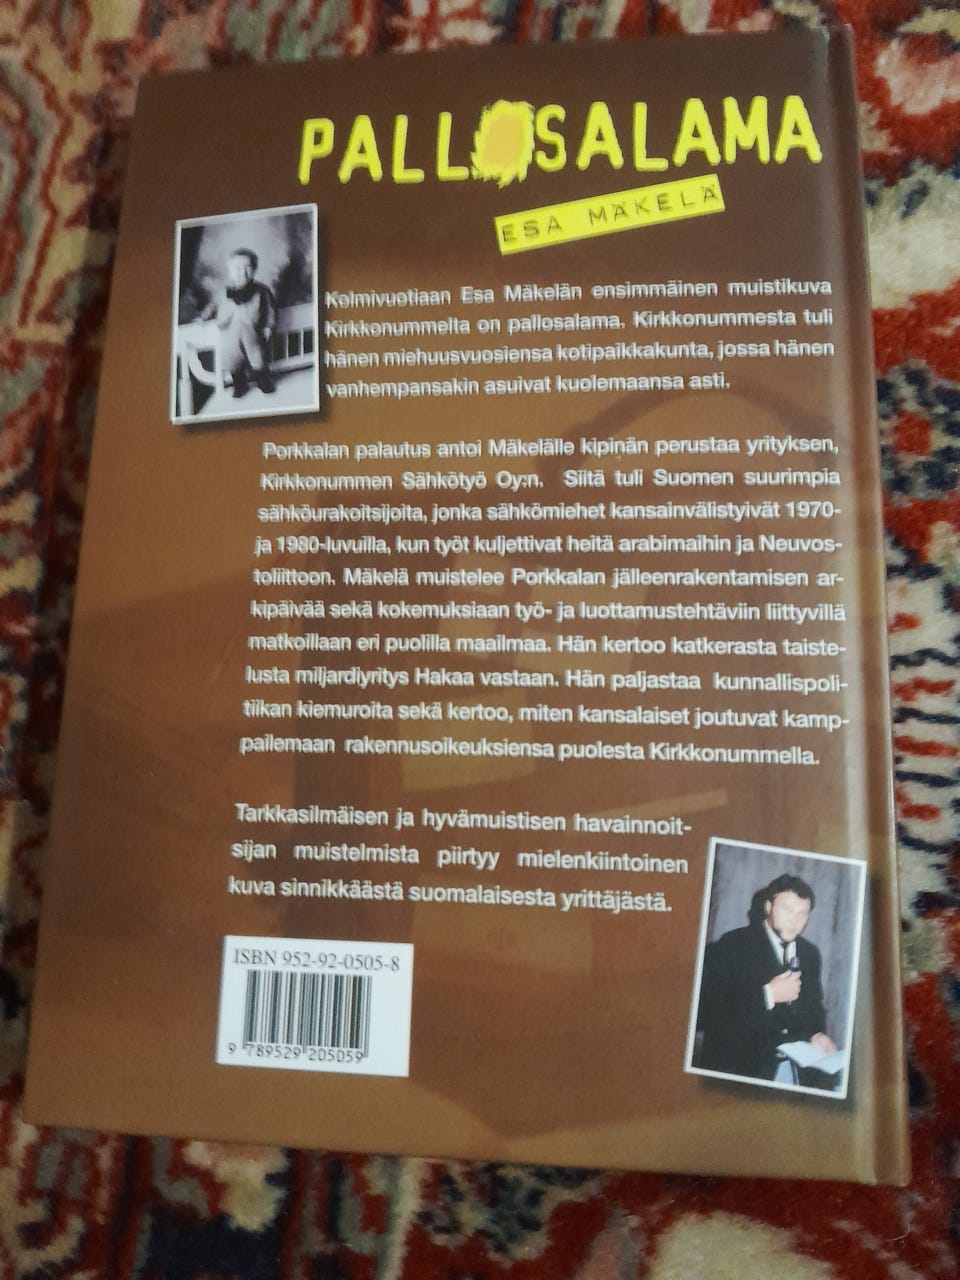 PALLOSALAMA
ESA MÄKELÄ
Kolmivuotiaan Esa Mäkelän ensimmäinen muistikuva
Kirkkonummelta on pallosalama. Kirkkonummesta tuli
hänen miehuusvuosiensa kotipaikkakunta, jossa hänen
vanhempansakin asuivat kuolemaansa asti.
Porkkalan palautus antoi Mäkelälle kipinän perustaa yrityksen,
Kirkkonummen Sähkötyö Oy:n. Siitä tuli Suomen suurimpia
sähköurakoitsijoita, jonka sähkömiehet kansainvälistyivät 1970-
ja 1980-luvuilla, kun työt kuljettivat heitä arabimaihin ja Neuvos-
toliittoon. Mäkelä muistelee Porkkalan jälleenrakentamisen ar-
kipäivää sekä kokemuksiaan työ- ja luottamustehtäviin liittyvillä
matkoillaan eri puolilla maailmaa. Hän kertoo katkerasta taiste-
lusta miljardiyritys Hakaa vastaan. Hän paljastaa kunnallispoli-
tiikan kiemuroita sekä kertoo, miten kansalaiset joutuvat kamp-
pailemaan rakennusoikeuksiensa puolesta Kirkkonummella.
Tarkkasilmäisen ja hyvämuistisen havainnoit-
sijan muistelmista piirtyy mielenkiintoinen
kuva sinnikkäästä suomalaisesta yrittäjästä.
ISBN 952-92-0505-8
9 789529 205059